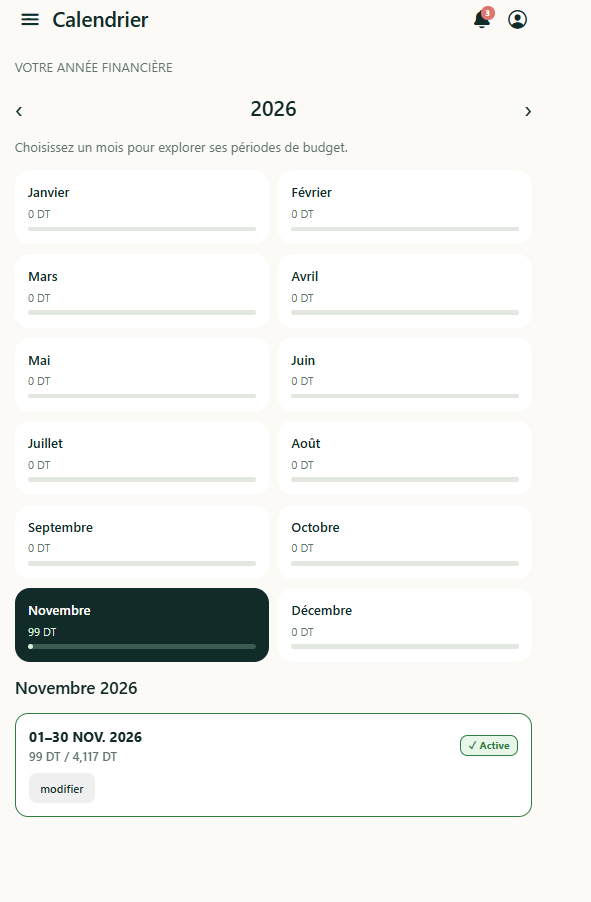 Calendrier
3
VOTRE ANNÉE FINANCIÈRE
‹ 2026 ›
Choisissez un mois pour explorer ses périodes de budget.
Janvier
0 DT
Février
0 DT
Mars
0 DT
Avril
0 DT
Mai
0 DT
Juin
0 DT
Juillet
0 DT
Août
0 DT
Septembre
0 DT
Octobre
0 DT
Novembre
99 DT
Décembre
0 DT
Novembre 2026
01–30 NOV. 2026
99 DT / 4,117 DT
✓ Active
modifier